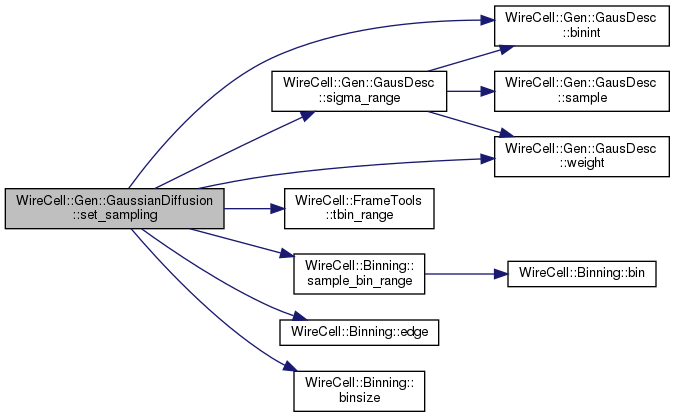 WireCell::Gen::GausDesc
::binint
WireCell::Gen::GausDesc
::sigma_range
WireCell::Gen::GausDesc
::sample
WireCell::Gen::GausDesc
::weight
WireCell::Gen::GaussianDiffusion
::set_sampling
WireCell::FrameTools
::tbin_range
WireCell::Binning::
sample_bin_range
WireCell::Binning::bin
WireCell::Binning::edge
WireCell::Binning::
binsize